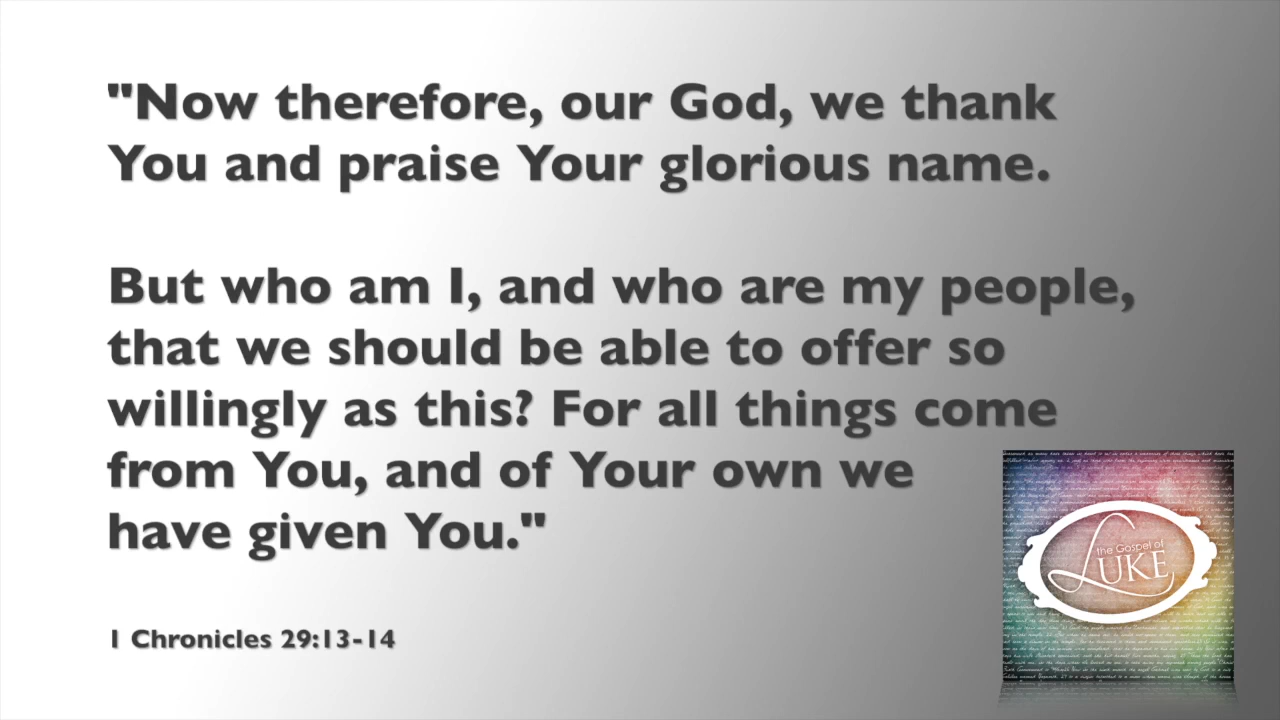 "Now therefore, our God, we thank
You and praise Your glorious name.
But who am I, and who are my people,
that we should be able to offer so
willingly as this? For all things come
from You, and of Your own we
have given You."
1 Chronicles 29:13-14
the Gospel of
LUKE